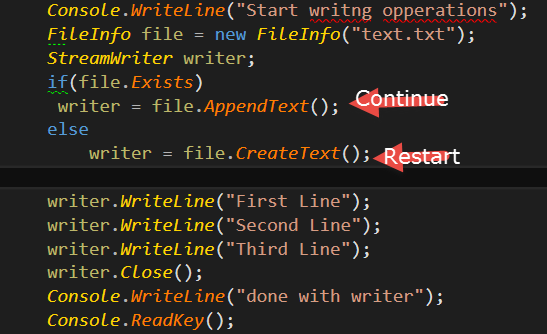 Console.WriteLine("Start writng opperations");
FileInfo file = new FileInfo("text.txt");
StreamWriter writer;
if(file.Exists)
writer = file.AppendText(); Continue
else
writer = file.CreateText(); Restart
writer.WriteLine("First Line");
writer.WriteLine("Second Line");
writer.WriteLine("Third Line");
writer.Close();
Console.WriteLine("done with writer");
Console.ReadKey();